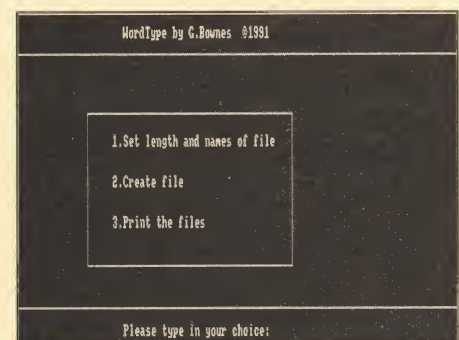 WordType by G.Bownes ©1991
1.Set length and names of file
2.Create file
3.Print the files
Please type in your choice: